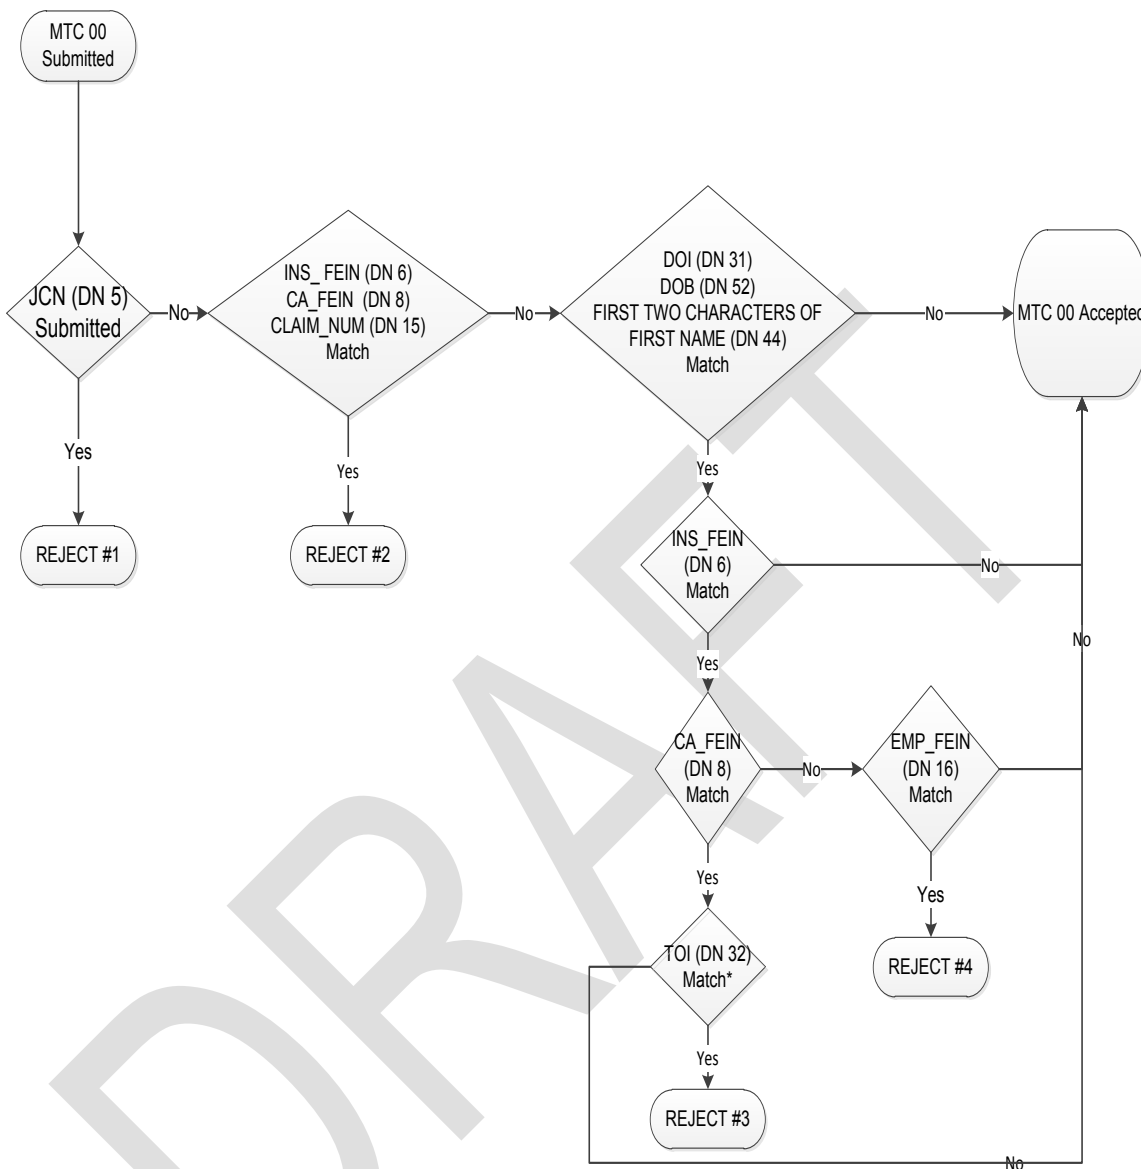 MTC 00
Submitted
JCN (DN 5)
Submitted
No
INS_FEIN (DN 6)
CA_FEIN (DN 8)
CLAIM_NUM (DN 15)
Match
No
DOI (DN 31)
DOB (DN 52)
FIRST TWO CHARACTERS OF
FIRST NAME (DN 44)
Match
No
MTC 00 Accepted
Yes
REJECT #1
Yes
REJECT #2
Yes
INS_FEIN
(DN 6)
Match
No
Yes
No
CA_FEIN
(DN 8)
Match
No
EMP_FEIN
(DN 16)
Match
Yes
Yes
TOI (DN 32)
Match*
REJECT #4
Yes
REJECT #3
No
DRAFT